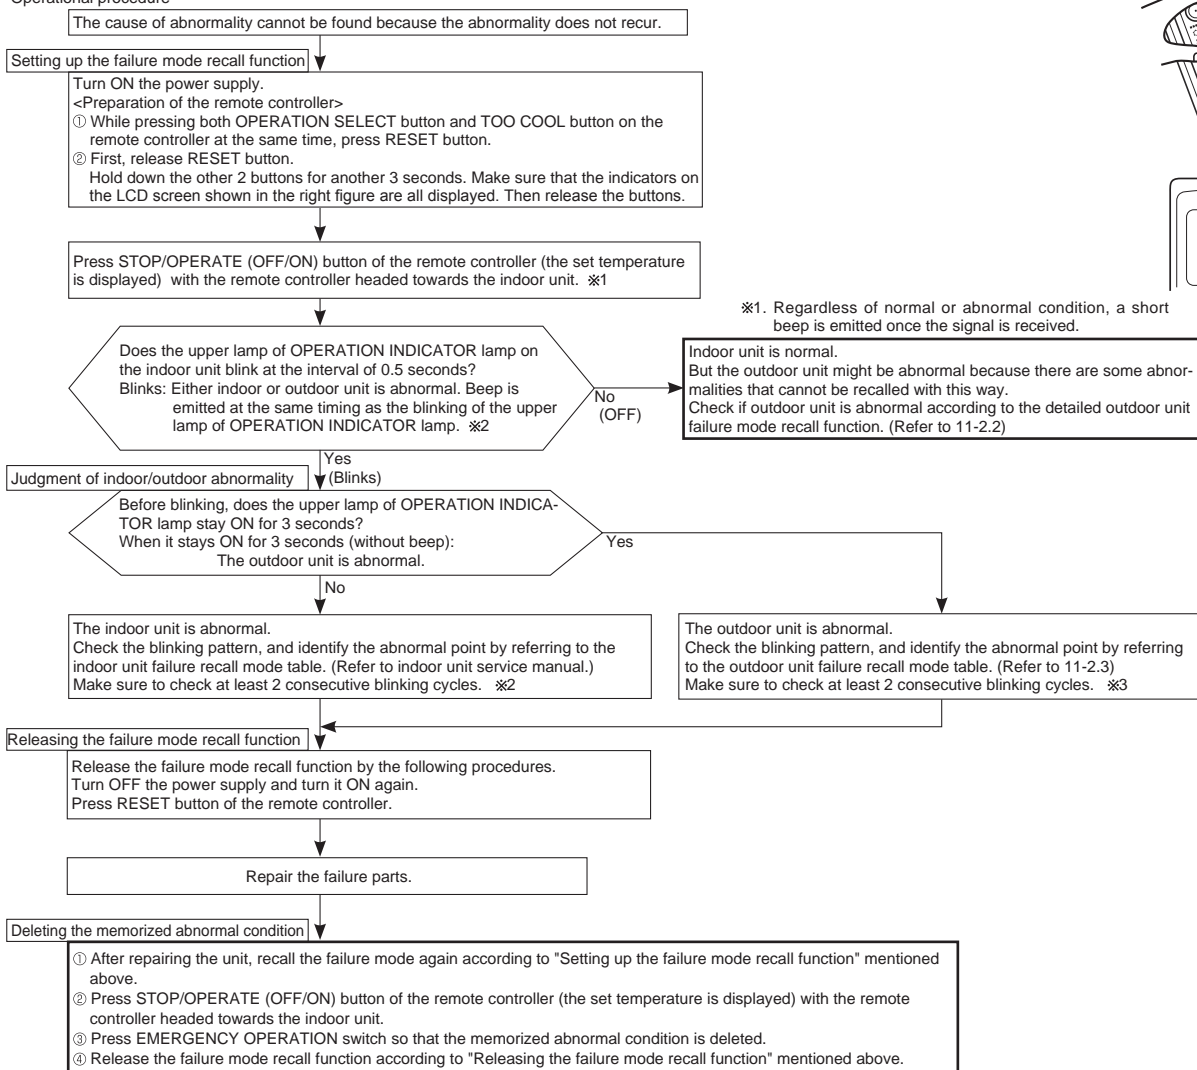 Operational procedure
The cause of abnormality cannot be found because the abnormality does not recur.
Setting up the failure mode recall function
Turn ON the power supply.
<Preparation of the remote controller>
① While pressing both OPERATION SELECT button and TOO COOL button on the
remote controller at the same time, press RESET button.
② First, release RESET button.
Hold down the other 2 buttons for another 3 seconds. Make sure that the indicators on
the LCD screen shown in the right figure are all displayed. Then release the buttons.
Press STOP/OPERATE (OFF/ON) button of the remote controller (the set temperature
is displayed) with the remote controller headed towards the indoor unit. ※1
※1. Regardless of normal or abnormal condition, a short
beep is emitted once the signal is received.
Does the upper lamp of OPERATION INDICATOR lamp on
the indoor unit blink at the interval of 0.5 seconds?
Blinks: Either indoor or outdoor unit is abnormal. Beep is
emitted at the same timing as the blinking of the upper
lamp of OPERATION INDICATOR lamp. ※2
No
(OFF)
Indoor unit is normal.
But the outdoor unit might be abnormal because there are some abnor-
malities that cannot be recalled with this way.
Check if outdoor unit is abnormal according to the detailed outdoor unit
failure mode recall function. (Refer to 11-2.2)
Yes
(Blinks)
Judgment of indoor/outdoor abnormality
Before blinking, does the upper lamp of OPERATION INDICA-
TOR lamp stay ON for 3 seconds?
When it stays ON for 3 seconds (without beep):
The outdoor unit is abnormal.
Yes
No
The indoor unit is abnormal.
Check the blinking pattern, and identify the abnormal point by referring to the
indoor unit failure recall mode table. (Refer to indoor unit service manual.)
Make sure to check at least 2 consecutive blinking cycles. ※2
The outdoor unit is abnormal.
Check the blinking pattern, and identify the abnormal point by referring
to the outdoor unit failure recall mode table. (Refer to 11-2.3)
Make sure to check at least 2 consecutive blinking cycles. ※3
Releasing the failure mode recall function
Release the failure mode recall function by the following procedures.
Turn OFF the power supply and turn it ON again.
Press RESET button of the remote controller.
Repair the failure parts.
Deleting the memorized abnormal condition
① After repairing the unit, recall the failure mode again according to "Setting up the failure mode recall function" mentioned
above.
② Press STOP/OPERATE (OFF/ON) button of the remote controller (the set temperature is displayed) with the remote
controller headed towards the indoor unit.
③ Press EMERGENCY OPERATION switch so that the memorized abnormal condition is deleted.
④ Release the failure mode recall function according to "Releasing the failure mode recall function" mentioned above.